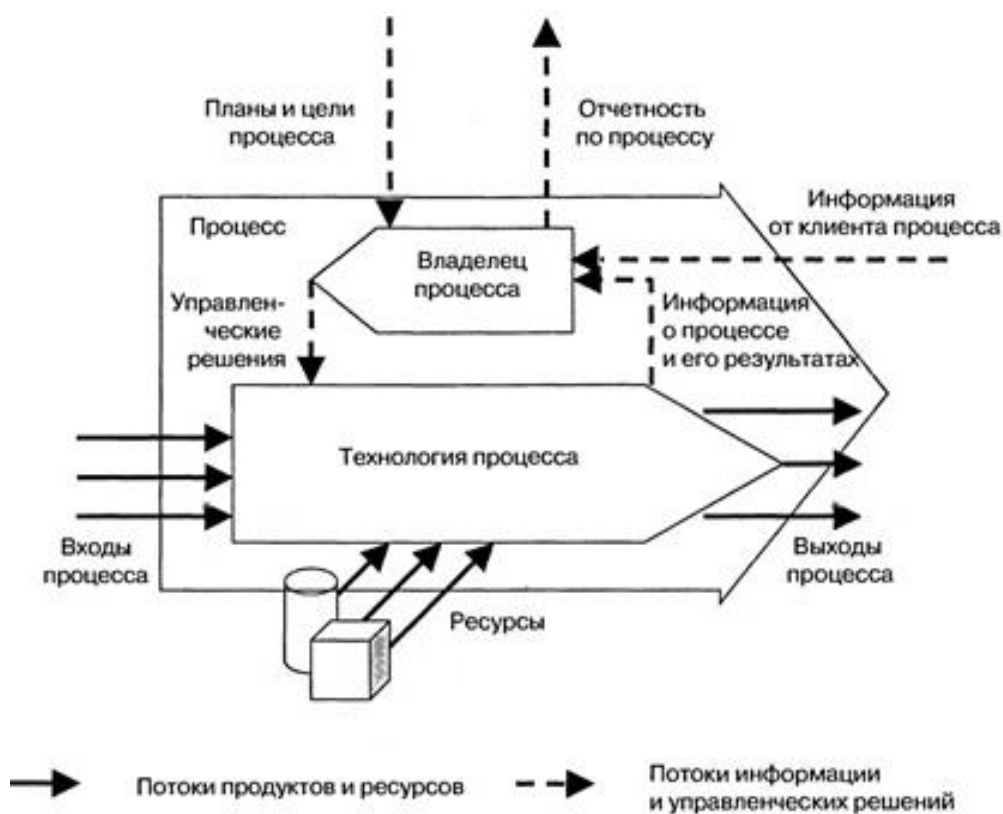 Планы и цели
процесса
Отчетность
по процессу
Информация
от клиента процесса
Процесс
Владелец
процесса
Управлен-
ческие
решения
Информация
о процессе
и его результатах
Технология процесса
Входы
процесса
Выходы
процесса
Ресурсы
Потоки продуктов и ресурсов
Потоки информации
и управленческих решений